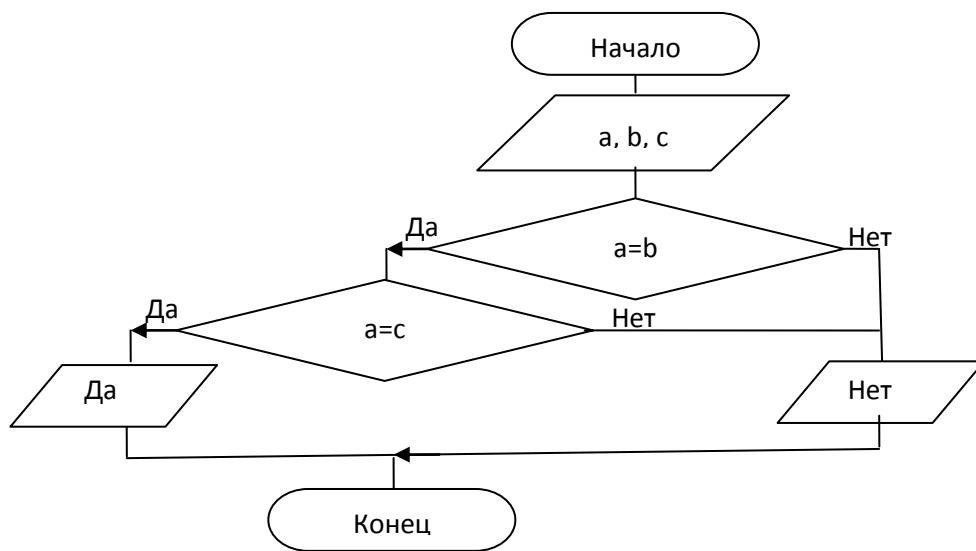 Начало
a, b, c
Да
a=b
Нет
Да
a=c
Нет
Да
Нет
Конец